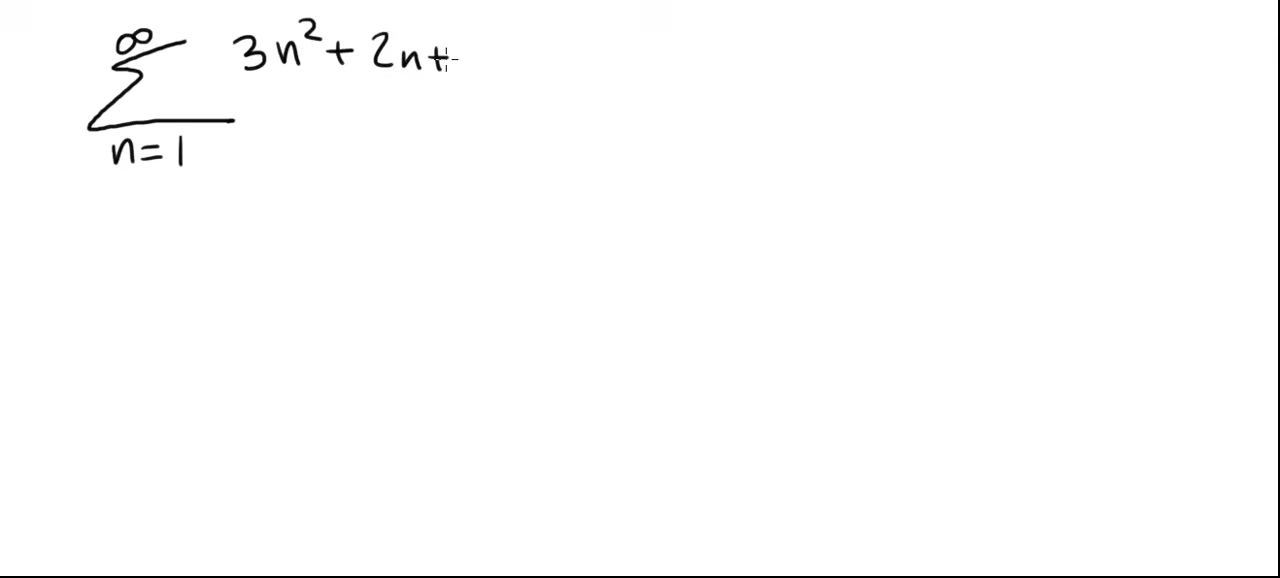 ∞
∑ 3n² + 2n +
n = 1